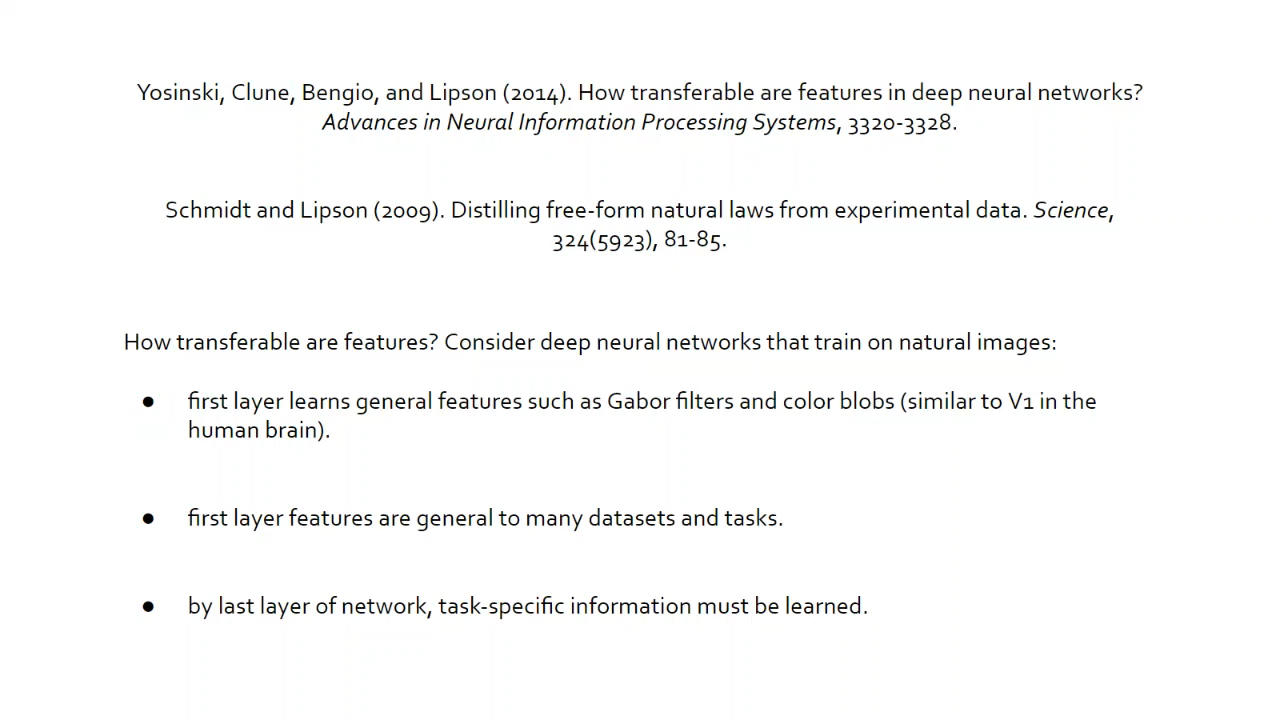 Yosinski, Clune, Bengio, and Lipson (2014). How transferable are features in deep neural networks?
Advances in Neural Information Processing Systems, 3320-3328.
Schmidt and Lipson (2009). Distilling free-form natural laws from experimental data. Science,
324(5923), 81-85.
How transferable are features? Consider deep neural networks that train on natural images:
● first layer learns general features such as Gabor filters and color blobs (similar to V1 in the
human brain).
● first layer features are general to many datasets and tasks.
● by last layer of network, task-specific information must be learned.